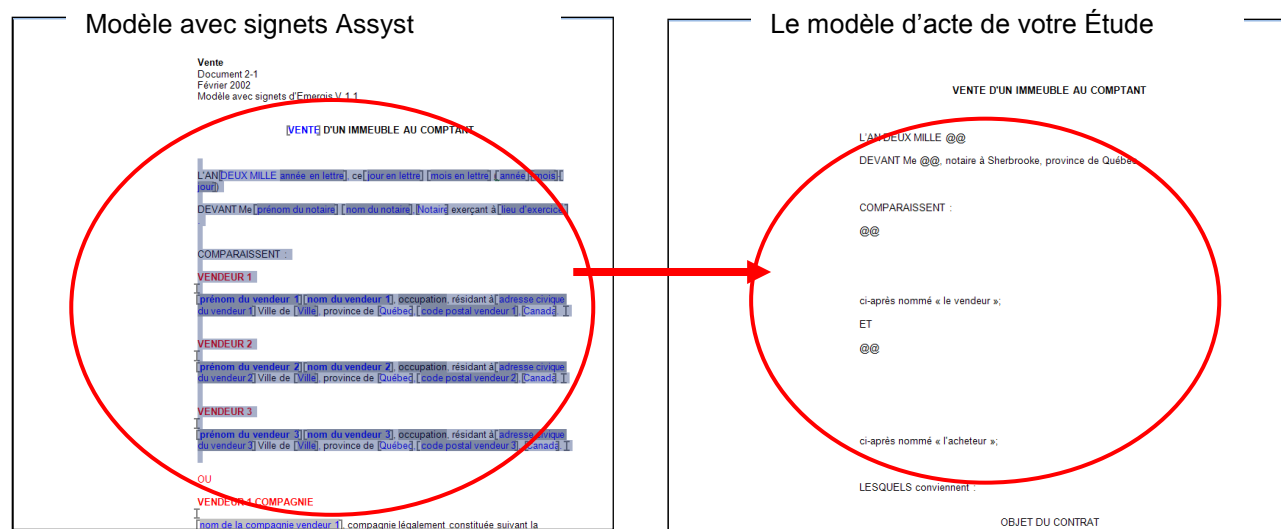 Modèle avec signets Assyst
Vente
Document 2-1
Février 2002
Modèle avec signets d'Emergis V. 1.1
[VENTE] D'UN IMMEUBLE AU COMPTANT
L'AN[DEUX MILLE année en lettre], ce[jour en lettre] [mois en lettre] ( [année]-[mois]-[
jour])
DEVANT Me [prénom du notaire] [nom du notaire], [Notaire] exerçant à [lieu d'exercice]
.
COMPARAISSENT :
VENDEUR 1
[prénom du vendeur 1] [nom du vendeur 1], occupation, résidant à[adresse civique
du vendeur 1] Ville de [Ville], province de [Québec], [code postal vendeur 1], [Canada].
VENDEUR 2
[prénom du vendeur 2] [nom du vendeur 2], occupation, résidant à[adresse civique
du vendeur 2] Ville de [Ville], province de [Québec], [code postal vendeur 2], [Canada].
VENDEUR 3
[prénom du vendeur 3] [nom du vendeur 3], occupation, résidant à[adresse civique
du vendeur 3] Ville de [Ville], province de [Québec], [code postal vendeur 3], [Canada].
OU
VENDEUR 1 COMPAGNIE
[nom de la compagnie vendeur 1], compagnie légalement constituée suivant la
Le modèle d'acte de votre Étude
VENTE D'UN IMMEUBLE AU COMPTANT
L'AN DEUX MILLE @@
DEVANT Me @@, notaire à Sherbrooke, province de Québec.
COMPARAISSENT :
@@
ci-après nommé « le vendeur »;
ET
@@
ci-après nommé « l'acheteur »;
LESQUELS conviennent :
OBJET DU CONTRAT